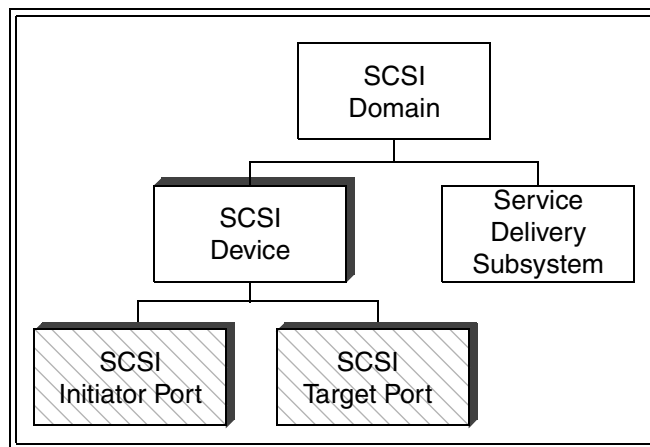 SCSI
Domain
SCSI
Device
Service
Delivery
Subsystem
SCSI
Initiator Port
SCSI
Target Port